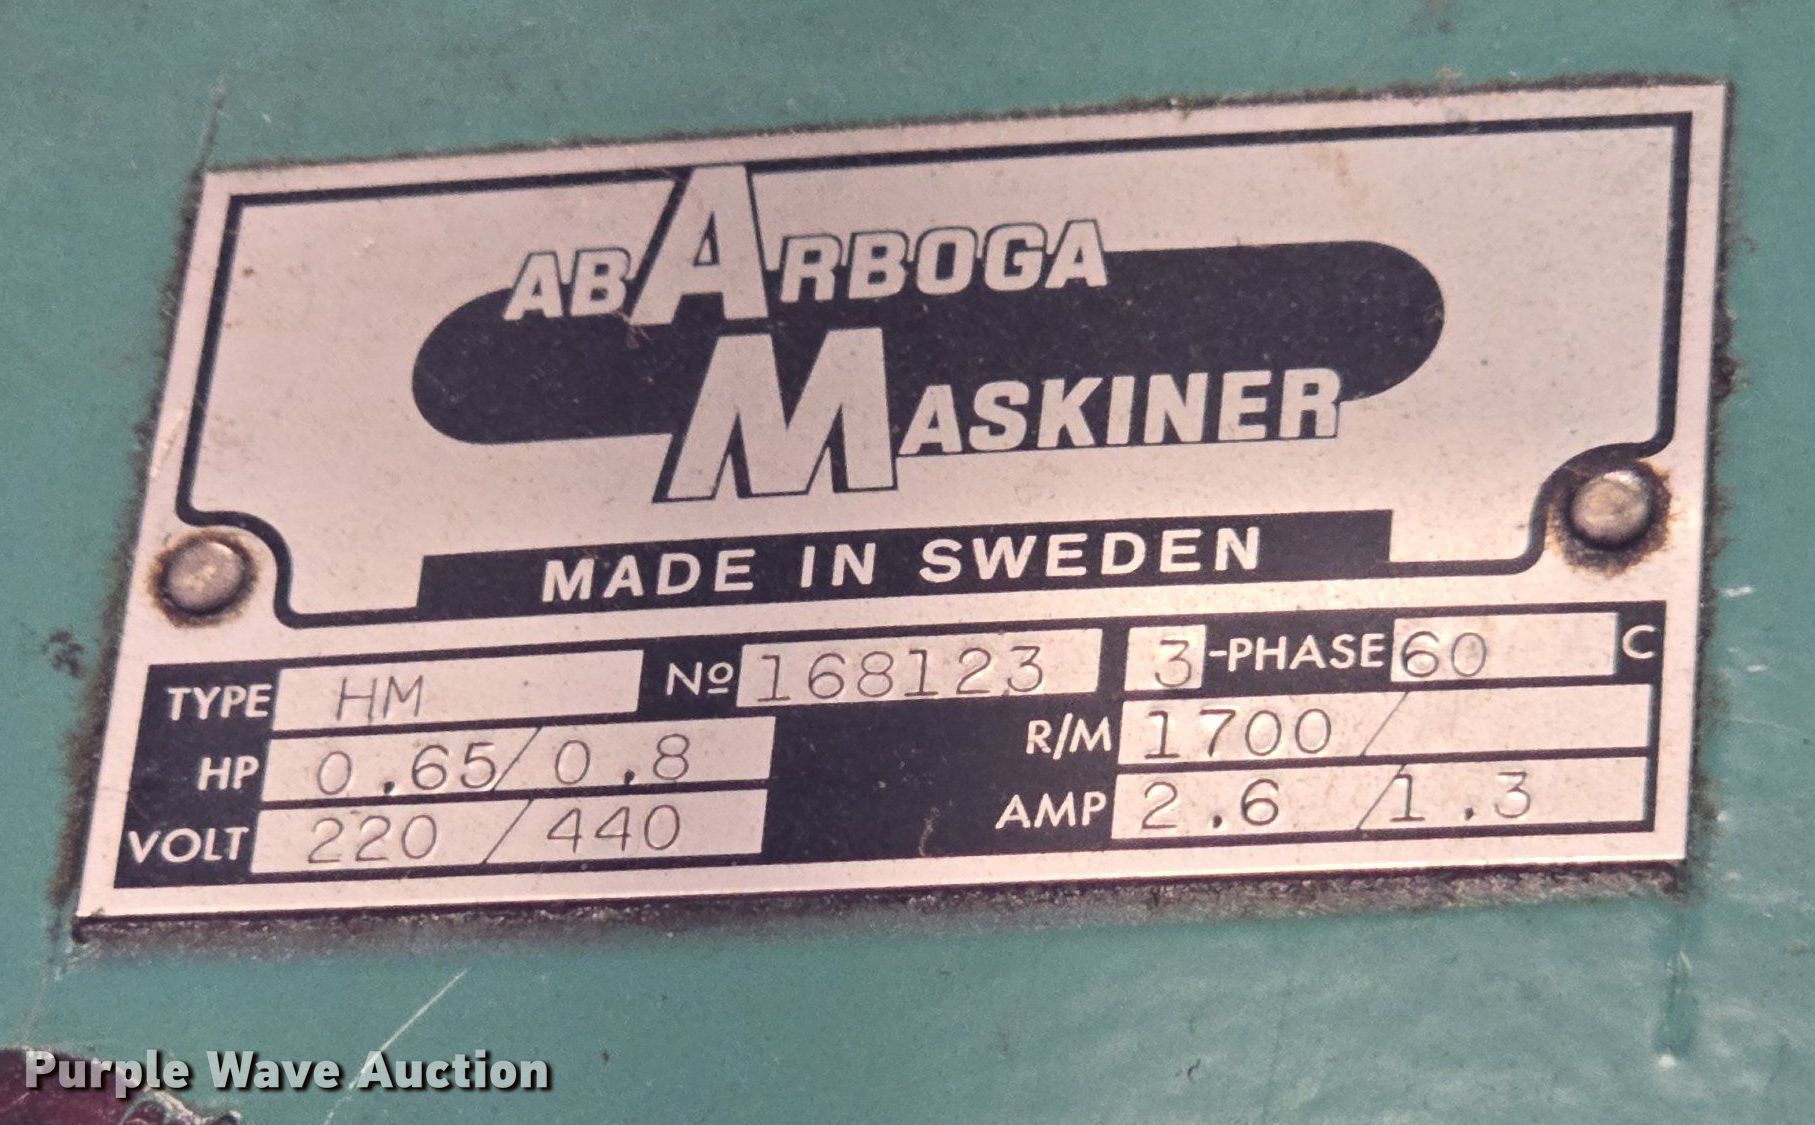 AB ARBOGA
MASKINER
MADE IN SWEDEN
TYPE HM Nº 168123 3-PHASE 60 C
HP 0.65/0.8 R/M 1700/
VOLT 220/440 AMP 2.6/1.3
Purple Wave Auction